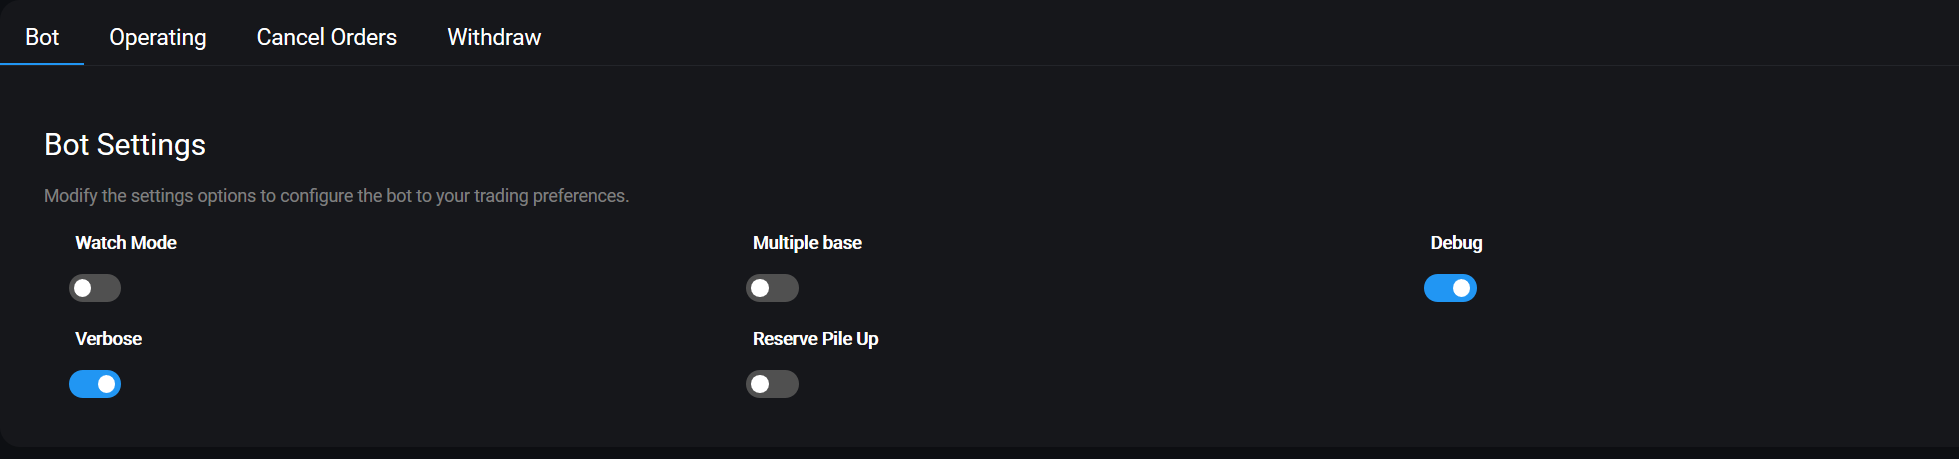 Bot Operating Cancel Orders Withdraw
Bot Settings
Modify the settings options to configure the bot to your trading preferences.
Watch Mode Multiple base Debug
Verbose Reserve Pile Up